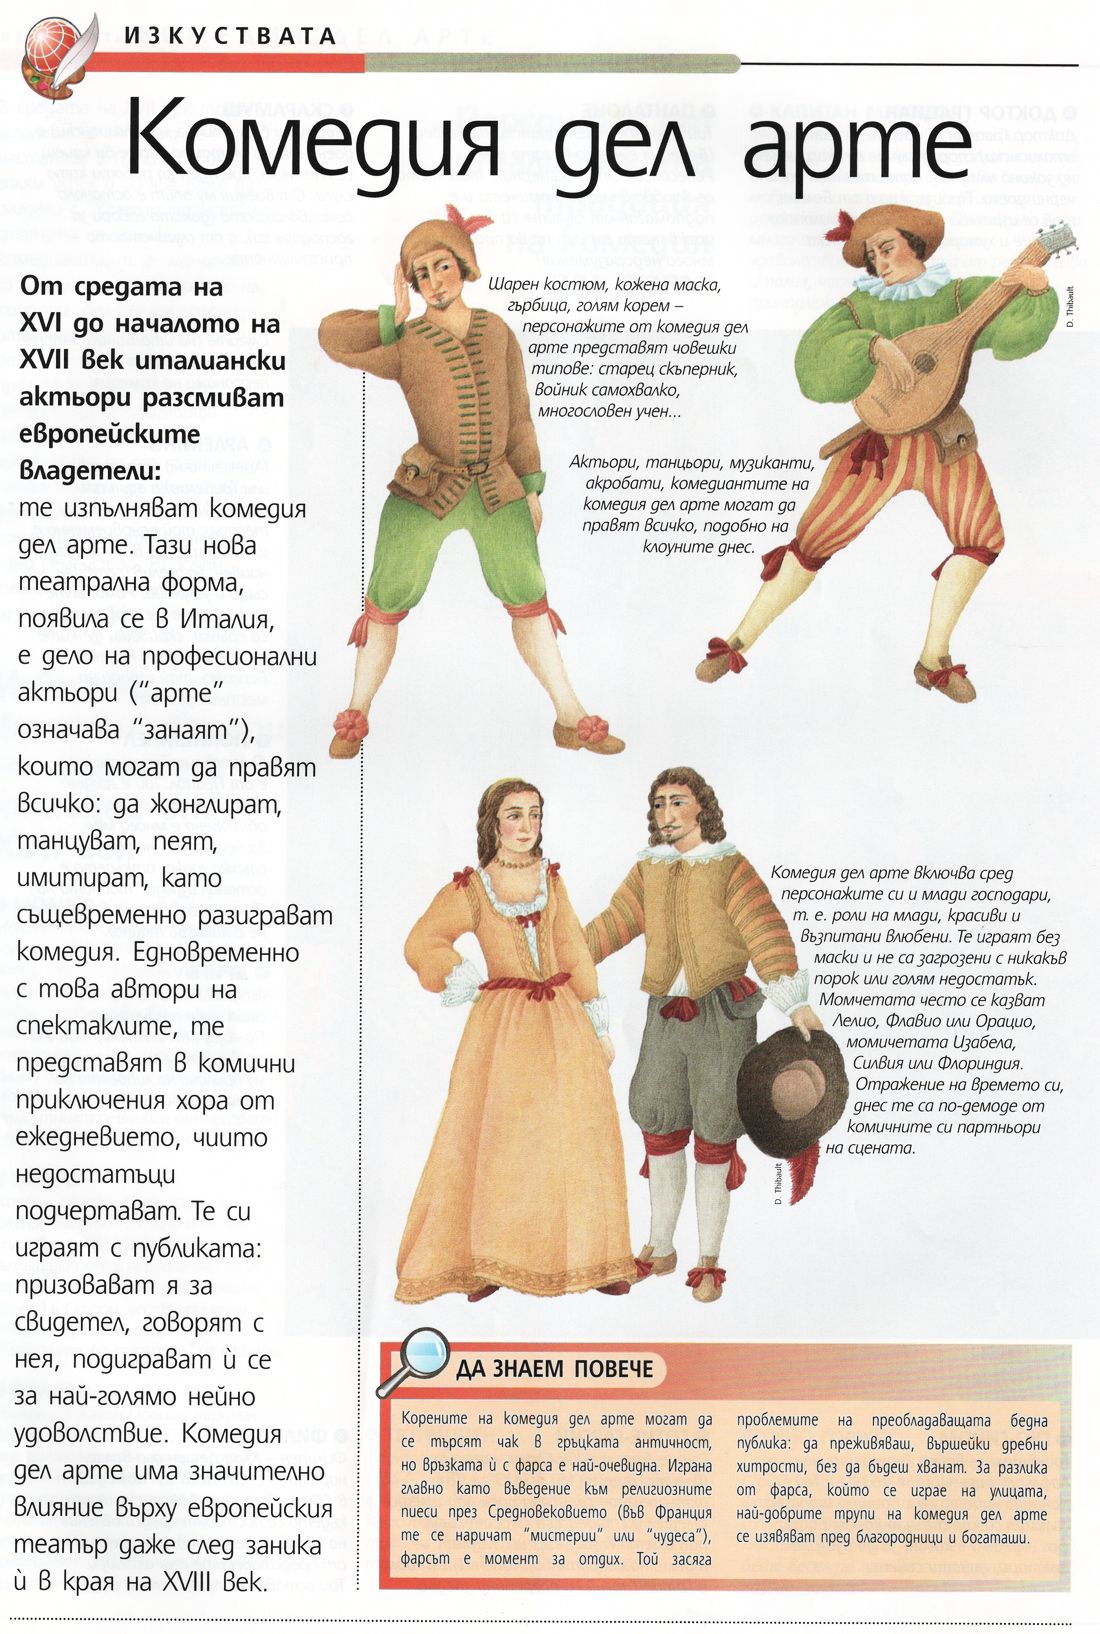 ИЗКУСТВАТА
Комедия дел арте
От средата на
XVI до началото на
XVII век италиански
актьори разсмиват
европейските
владетели:
те изпълняват комедия
дел арте. Тази нова
театрална форма,
появила се в Италия,
е дело на професионални
актьори (“арте”
означава “занаят”),
които могат да правят
всичко: да жонглират,
танцуват, пеят,
имитират, като
същевременно разиграват
комедия. Едновременно
с това автори на
спектаклите, те
представят в комични
приключения хора от
ежедневието, чиито
недостатъци
подчертават. Те си
играят с публиката:
призовават я за
свидетел, говорят с
нея, подиграват ѝ се
за най-голямо нейно
удоволствие. Комедия
дел арте има значително
влияние върху европейския
театър даже след заника
ѝ в края на XVIII век.
Шарен костюм, кожена маска,
гърбица, голям корем –
персонажите от комедия дел
арте представят човешки
типове: старец скъперник,
войник самохвалко,
многословен учен...
D. Thibault
Актьори, танцьори, музиканти,
акробати, комедиантите на
комедия дел арте могат да
правят всичко, подобно на
клоуните днес.
Комедия дел арте включва сред
персонажите си и млади господари,
т. е. роли на млади, красиви и
възпитани влюбени. Те играят без
маски и не са загрозени с никакъв
порок или голям недостатък.
Момчетата често се казват
Лелио, Флавио или Орацио,
момичетата Изабела,
Силвия или Флориндия.
Отражение на времето си,
днес те са по-демоде от
комичните си партньори
на сцената.
D. Thibault
ДА ЗНАЕМ ПОВЕЧЕ
Корените на комедия дел арте могат да
се търсят чак в гръцката античност,
но връзката ѝ с фарса е най-очевидна. Играна
главно като въведение към религиозните
пиеси през Средновековието (във Франция
те се наричат “мистерии” или “чудеса”),
фарсът е момент за отдих. Той засяга
проблемите на преобладаващата бедна
публика: да преживяваш, вършейки дребни
хитрости, без да бъдеш хванат. За разлика
от фарса, който се играе на улицата,
най-добрите трупи на комедия дел арте
се изявяват пред благородници и богаташи.